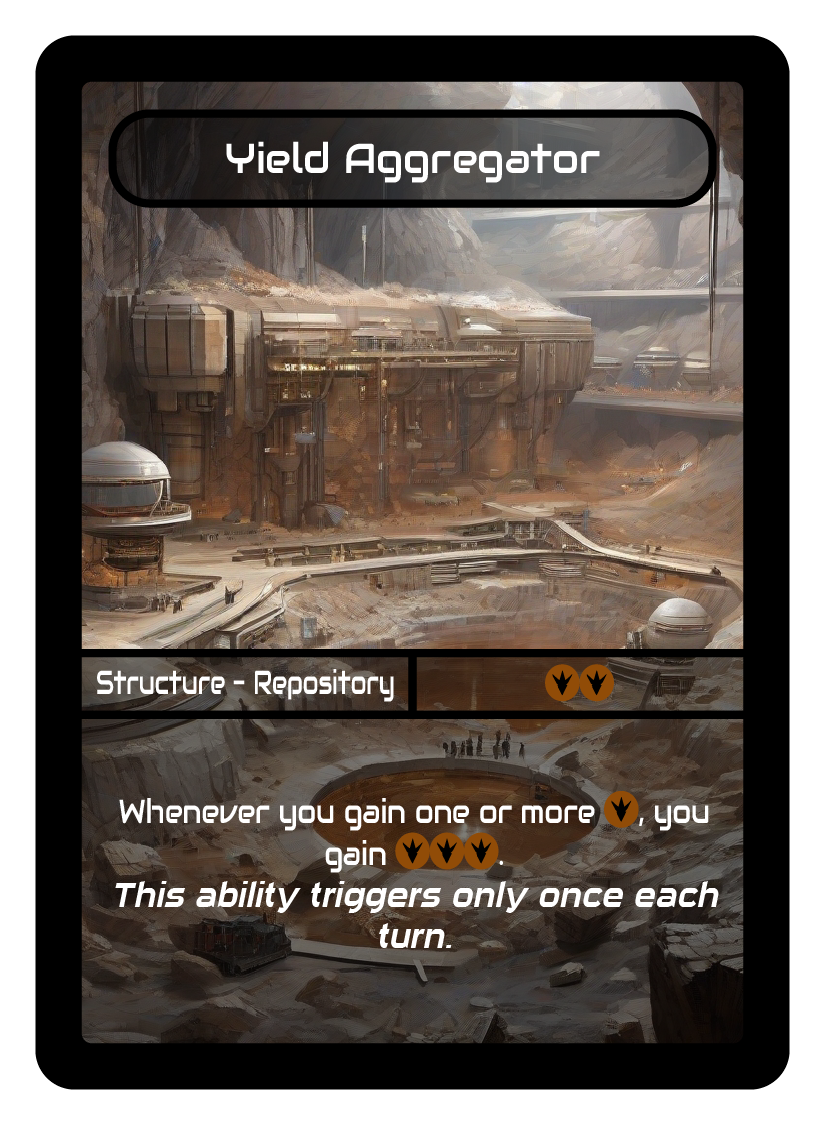 Yield Aggregator
Structure - Repository
Whenever you gain one or more , you
gain .
This ability triggers only once each
turn.